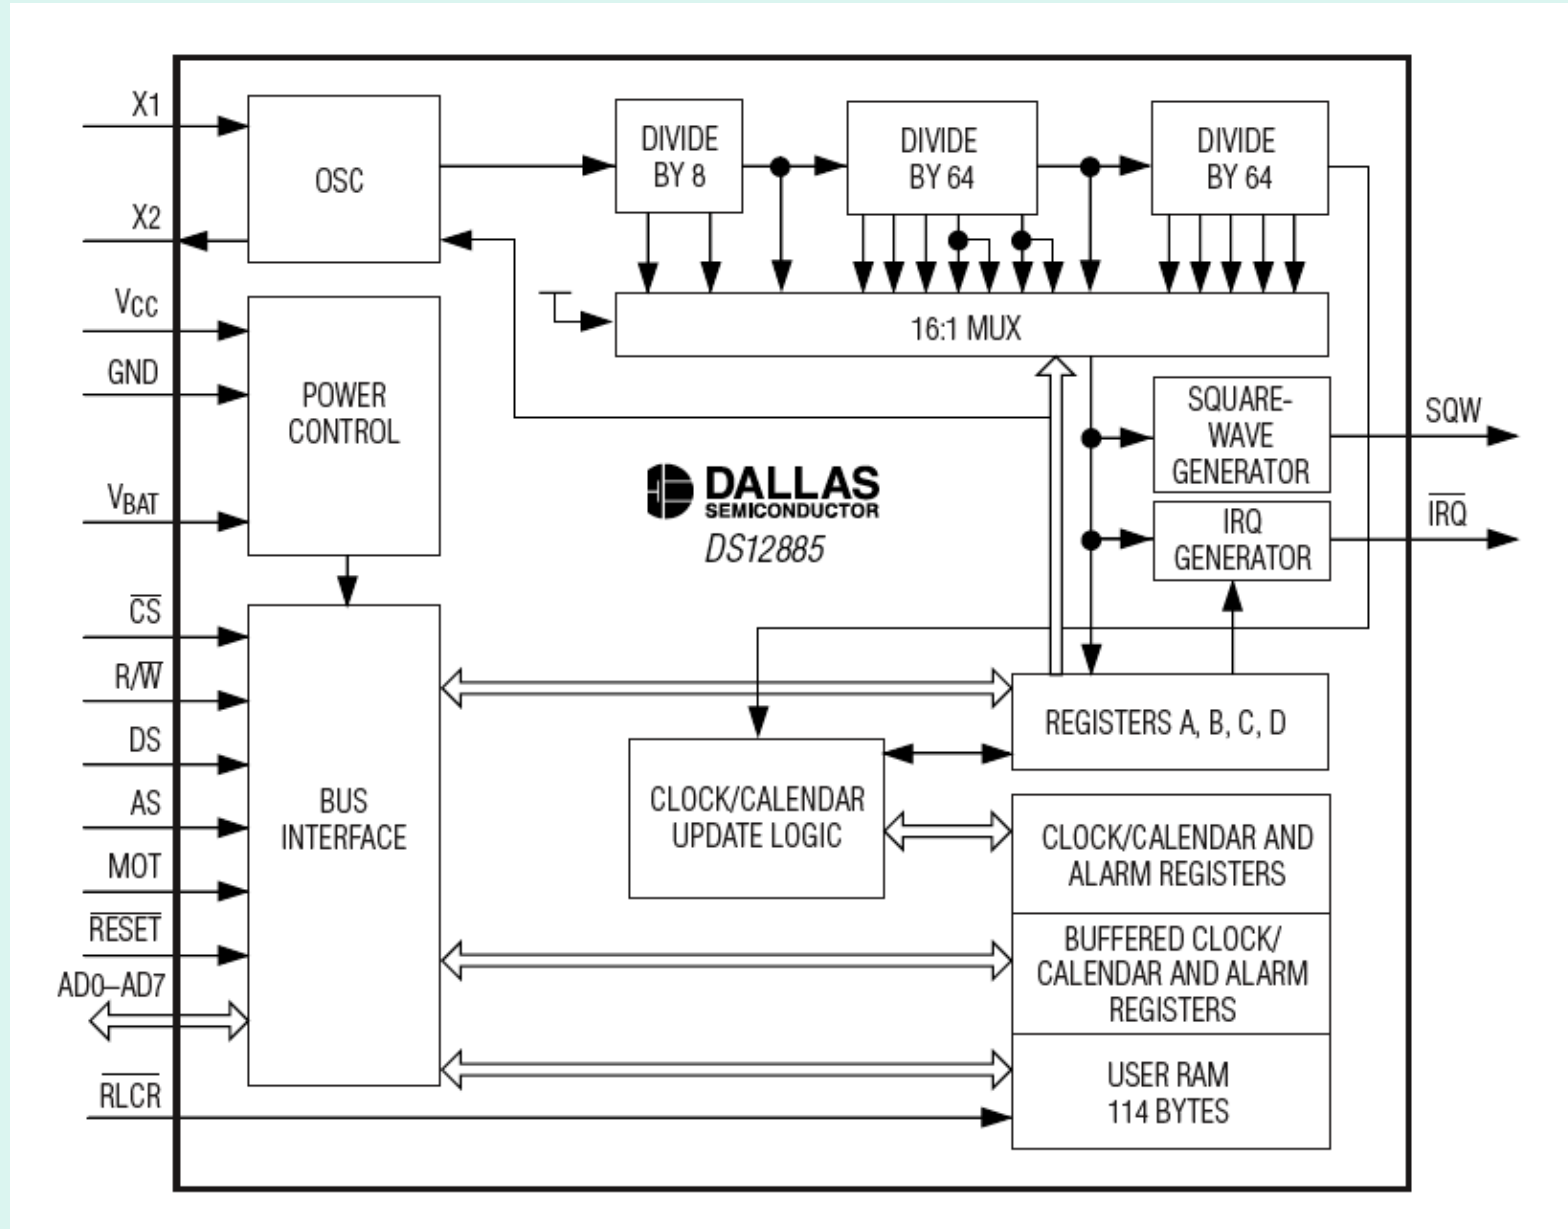 X1
X2
VCC
GND
VBAT
CS
R/W
DS
AS
MOT
RESET
AD0–AD7
RLCR
OSC
POWER
CONTROL
BUS
INTERFACE
DIVIDE
BY 8
DIVIDE
BY 64
DIVIDE
BY 64
16:1 MUX
DALLAS
SEMICONDUCTOR
DS12885
SQUARE-
WAVE
GENERATOR
IRQ
GENERATOR
SQW
IRQ
REGISTERS A, B, C, D
CLOCK/CALENDAR
UPDATE LOGIC
CLOCK/CALENDAR AND
ALARM REGISTERS
BUFFERED CLOCK/
CALENDAR AND ALARM
REGISTERS
USER RAM
114 BYTES